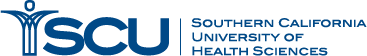 SCU
Southern California
University of
Health Sciences